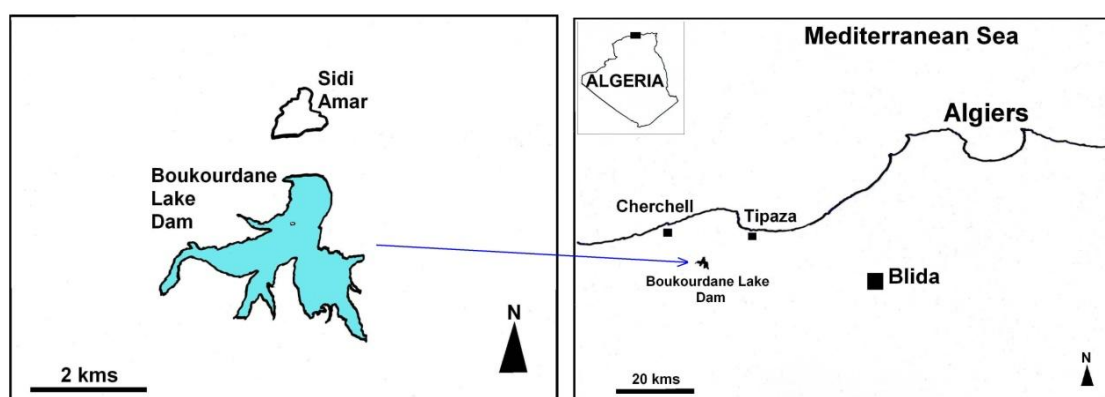 Sidi
Amar
Boukourdane
Lake
Dam
N
2 kms
Mediterranean Sea
ALGERIA
Algiers
Cherchell
Tipaza
Boukourdane Lake
Dam
Blida
N
20 kms